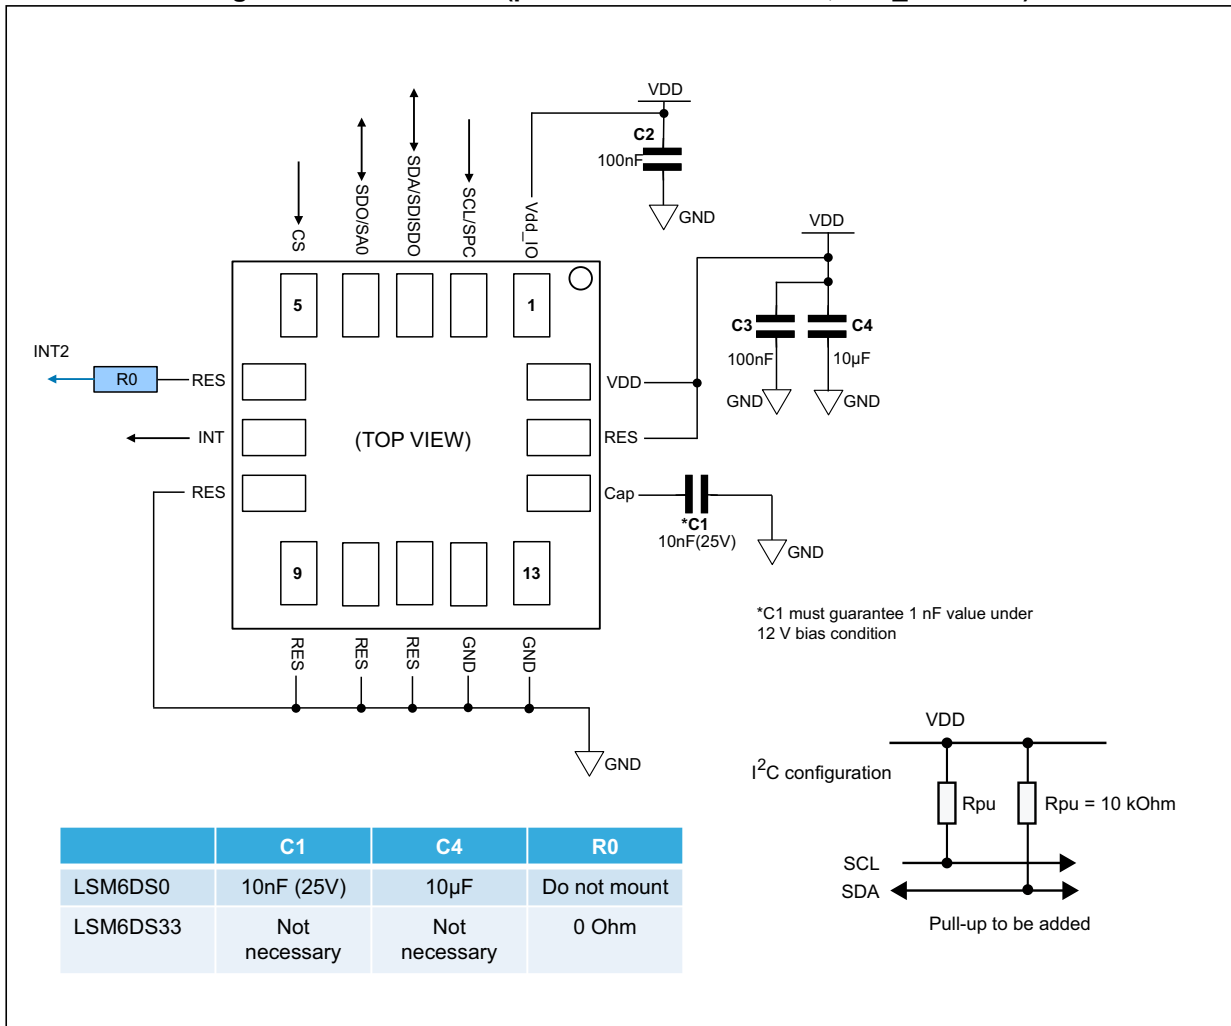 VDD
C2
100nF
GND
CS
SDO/SA0
SDA/SDISDO
SCL/SPC
Vdd_IO
VDD
C3
C4
100nF
10µF
GND
GND
5
1
INT2
R0
RES
VDD
INT
(TOP VIEW)
RES
RES
Cap
*C1
10nF(25V)
GND
9
13
*C1 must guarantee 1 nF value under
12 V bias condition
RES
RES
RES
GND
GND
GND
VDD
I2C configuration
Rpu
Rpu = 10 kOhm
SCL
SDA
Pull-up to be added
C1 C4 R0
LSM6DS0 10nF (25V) 10µF Do not mount
LSM6DS33 Not necessary Not necessary 0 Ohm